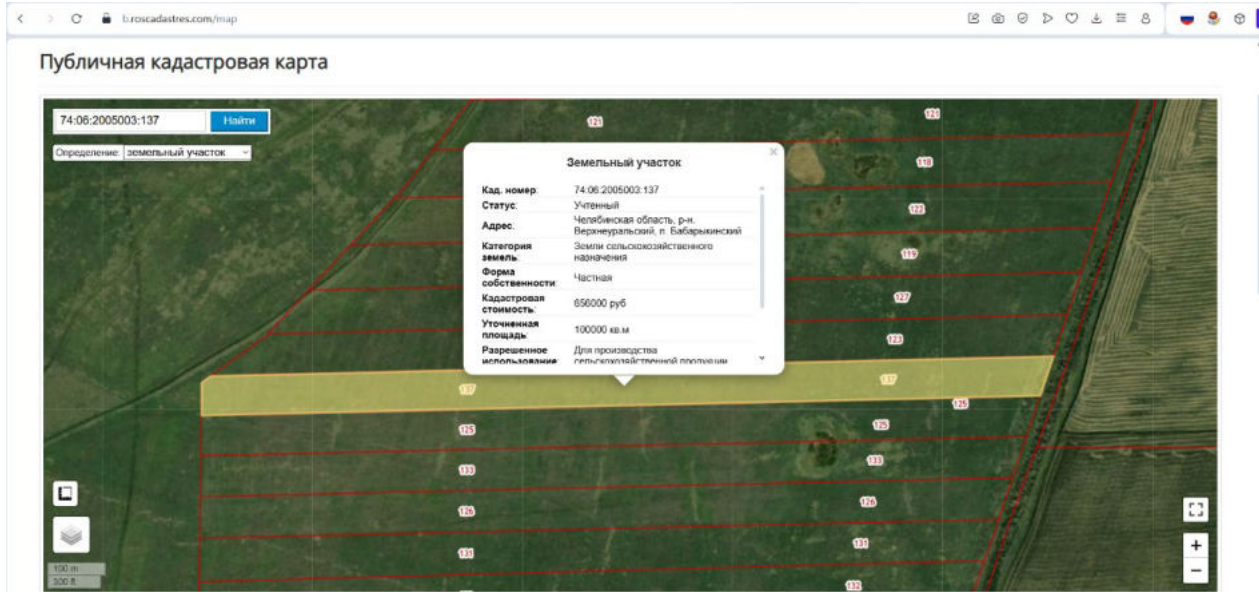 b.roscadastres.com/map
Публичная кадастровая карта
74:06:2005003:137 Найти
Определение: земельный участок
Земельный участок
×
Кад. номер: 74:06:2005003:137
Статус: Учтенный
Адрес: Челябинская область, р-н.
Верхнеуральский, п. Бабарыкинский
Категория Земли сельскохозяйственного
земель: назначения
Форма
собственности: Частная
Кадастровая
стоимость: 656000 руб
Уточненная
площадь: 100000 кв.м
Разрешенное Для производства
использование сельскохозяйственной продукции
121 121
118
122
119
127
123
137 137
125
125 125
133 133
126 126
131 131
132
100 m
300 ft
+
−